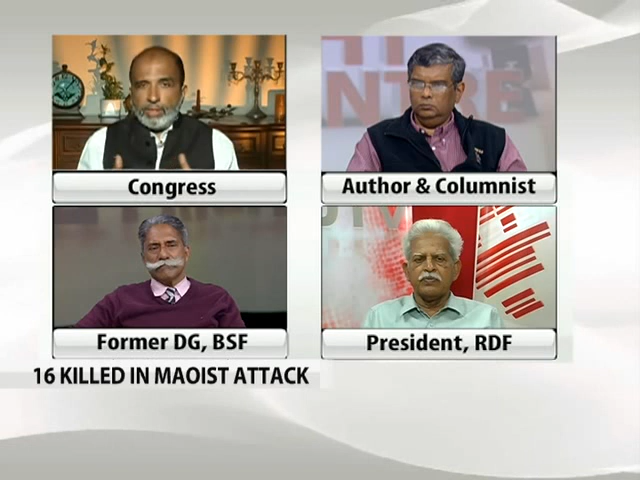 Congress
Author & Columnist
Former DG, BSF
President, RDF
16 KILLED IN MAOIST ATTACK